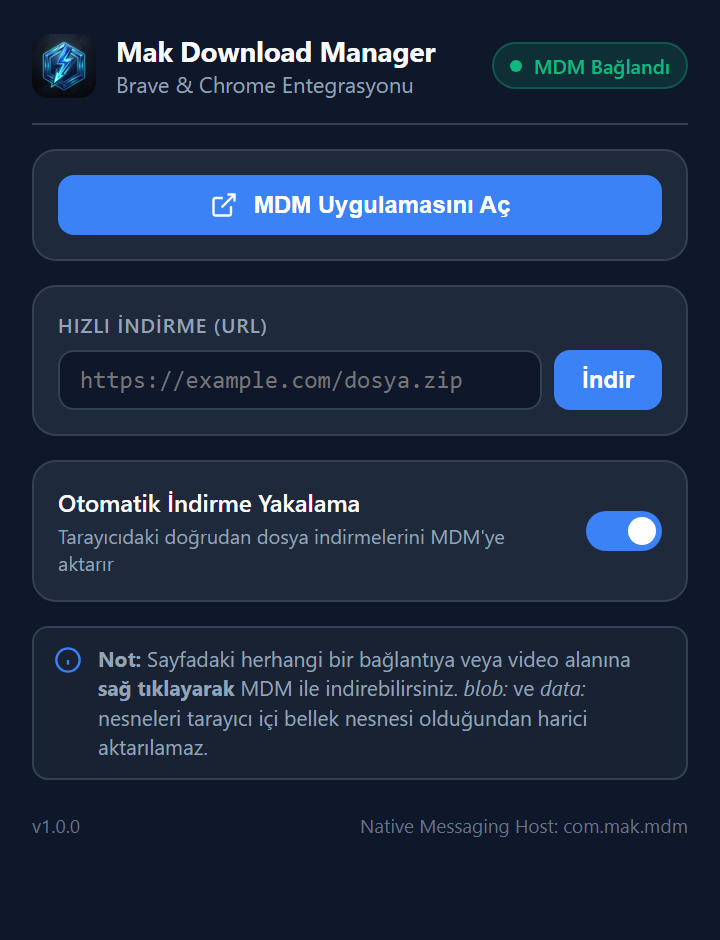 Mak Download Manager
Brave & Chrome Entegrasyonu
MDM Bağlandı
MDM Uygulamasını Aç
HIZLI İNDİRME (URL)
https://example.com/dosya.zip
İndir
Otomatik İndirme Yakalama
Tarayıcıdaki doğrudan dosya indirmelerini MDM'ye
aktarır
Not: Sayfadaki herhangi bir bağlantıya veya video alanına
sağ tıklayarak MDM ile indirebilirsiniz. blob: ve data:
nesneleri tarayıcı içi bellek nesnesi olduğundan harici
aktarılamaz.
v1.0.0
Native Messaging Host: com.mak.mdm